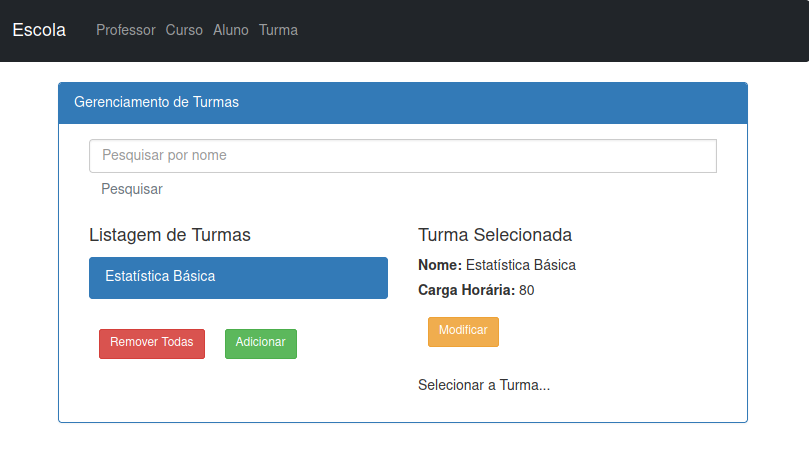 Escola Professor Curso Aluno Turma
Gerenciamento de Turmas
Pesquisar por nome
Pesquisar
Listagem de Turmas
Estatística Básica
Remover Todas Adicionar
Turma Selecionada
Nome: Estatística Básica
Carga Horária: 80
Modificar
Selecionar a Turma...